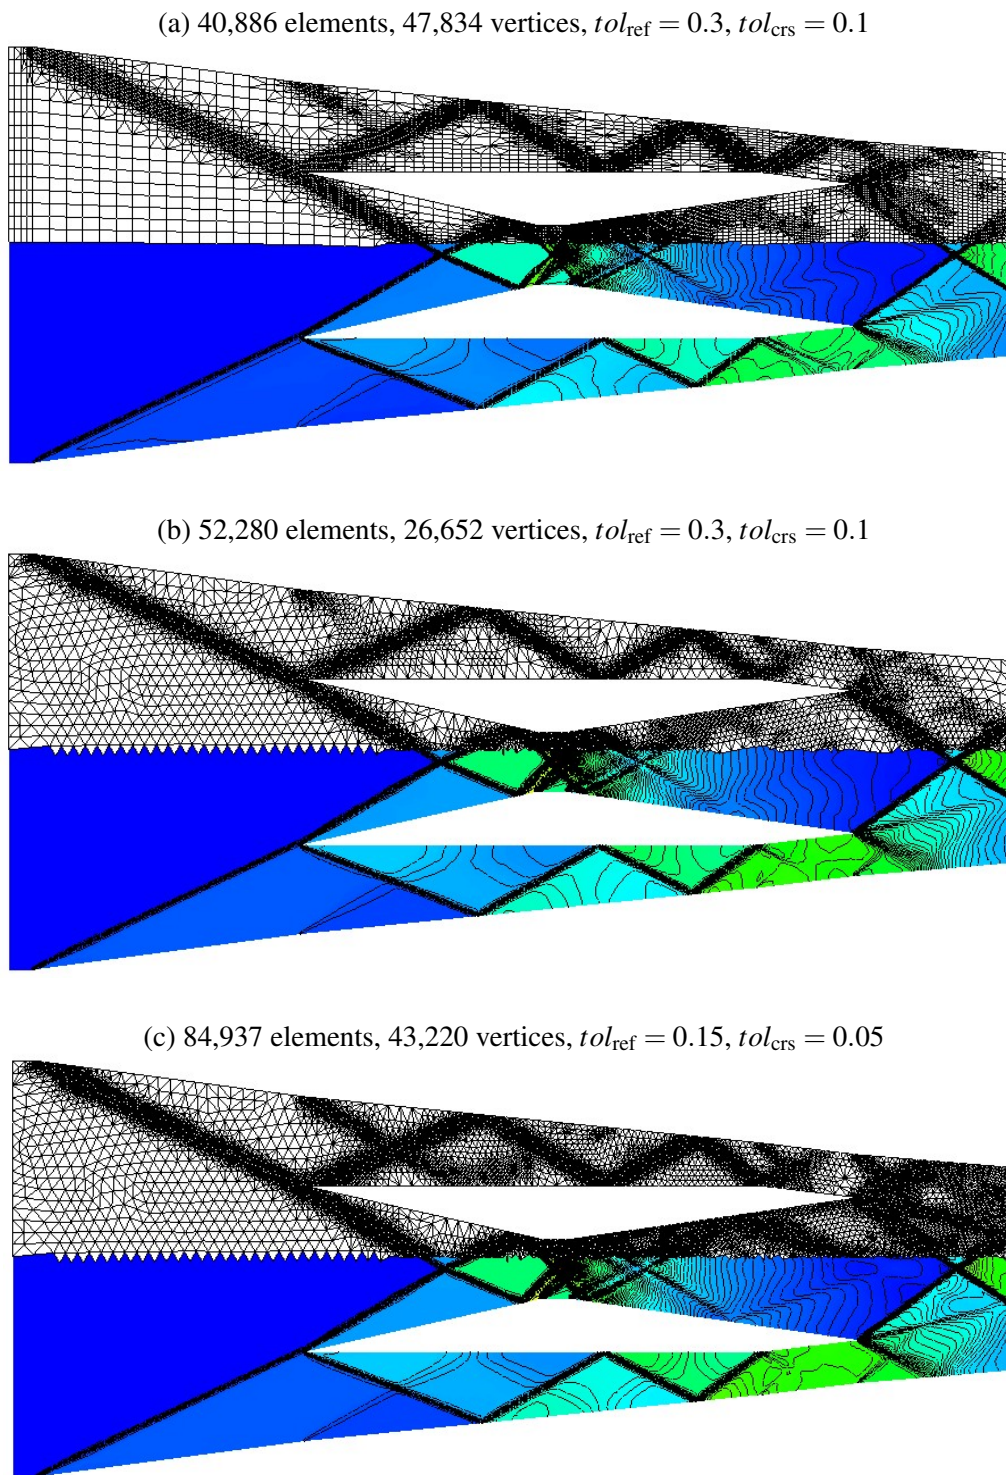 (a) 40,886 elements, 47,834 vertices, tol_ref = 0.3, tol_crs = 0.1
(b) 52,280 elements, 26,652 vertices, tol_ref = 0.3, tol_crs = 0.1
(c) 84,937 elements, 43,220 vertices, tol_ref = 0.15, tol_crs = 0.05